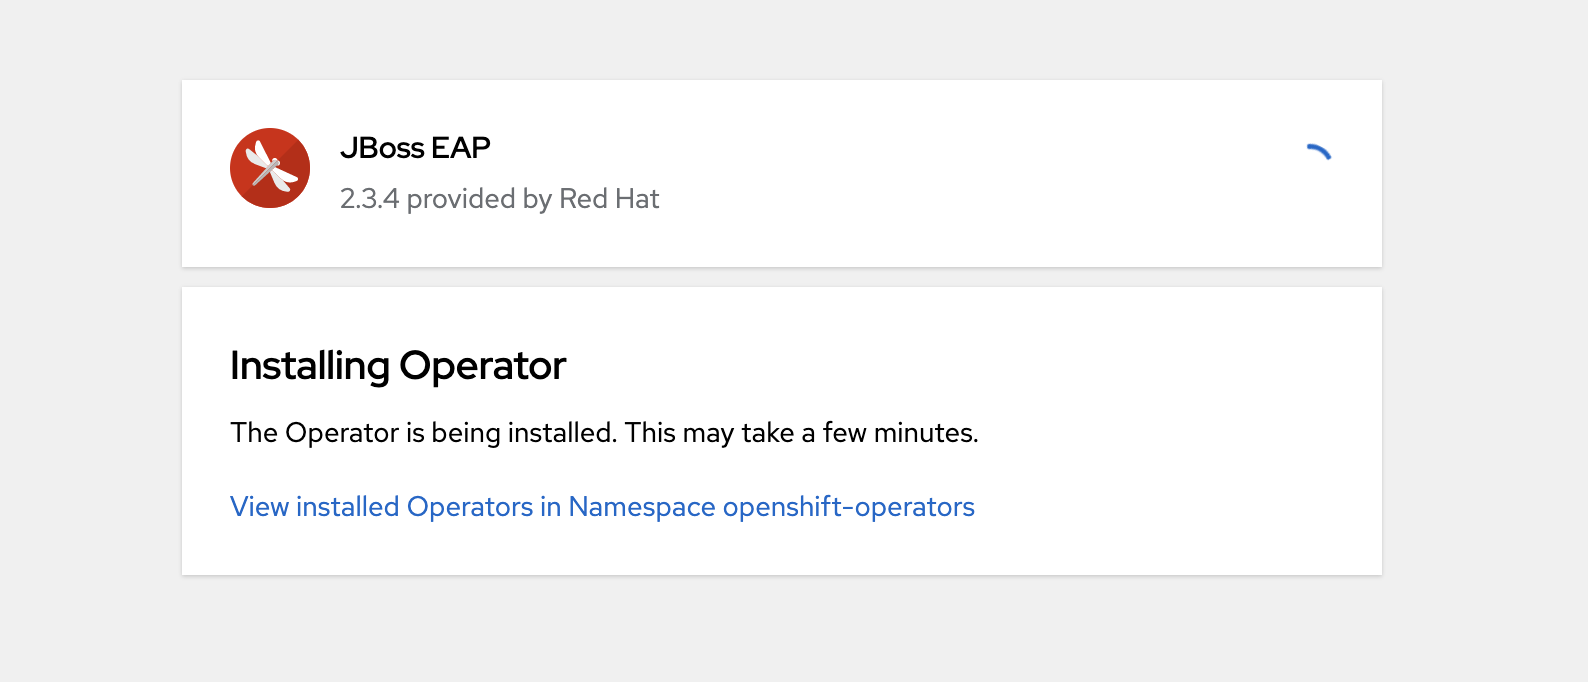 JBoss EAP
2.3.4 provided by Red Hat
Installing Operator
The Operator is being installed. This may take a few minutes.
View installed Operators in Namespace openshift-operators